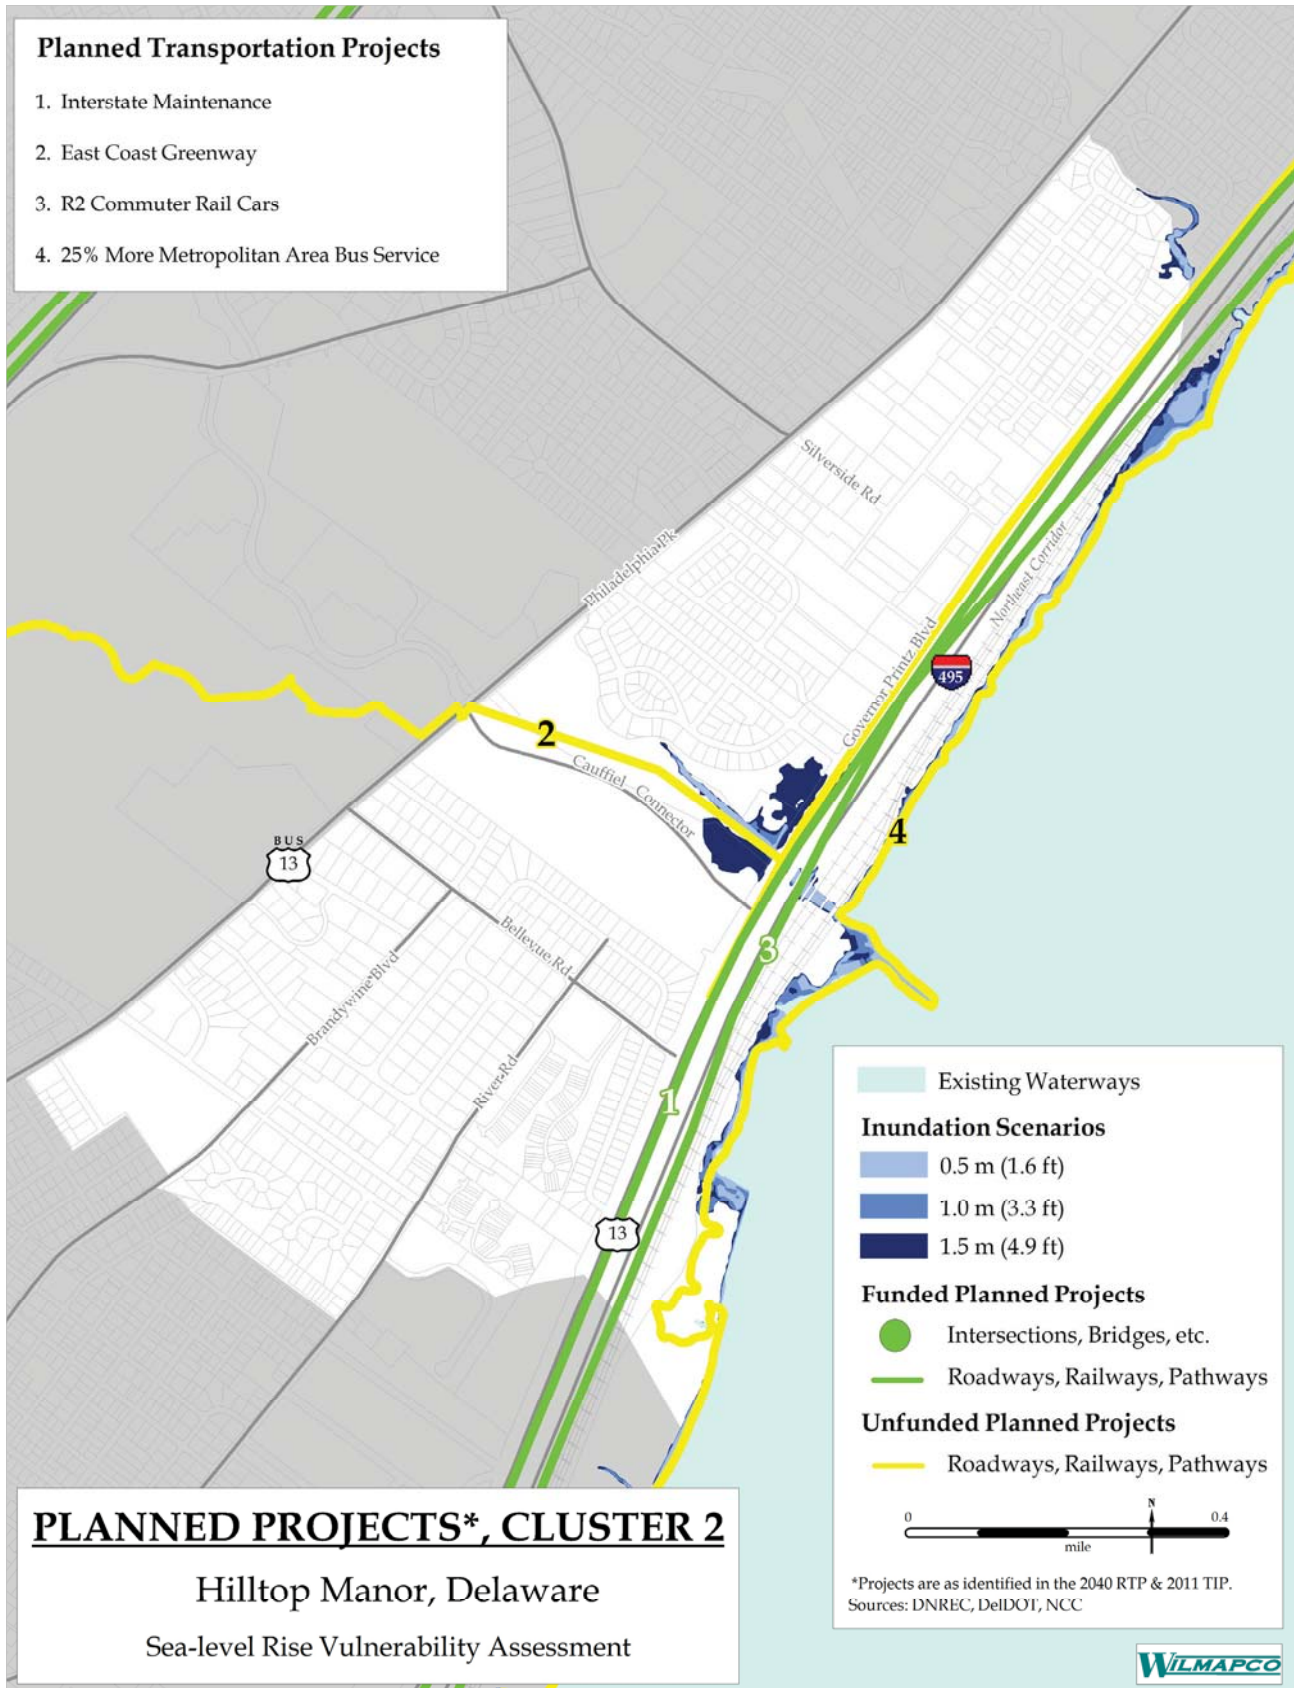 Planned Transportation Projects
1. Interstate Maintenance
2. East Coast Greenway
3. R2 Commuter Rail Cars
4. 25% More Metropolitan Area Bus Service
Silverside Rd
Philadelphia Pk
Northeast Corridor
Governor Printz Blvd
495
2
Cauffiel Connector
4
BUS
13
Bellevue Rd
3
Brandywine Blvd
River Rd
1
13
Existing Waterways
Inundation Scenarios
0.5 m (1.6 ft)
1.0 m (3.3 ft)
1.5 m (4.9 ft)
Funded Planned Projects
Intersections, Bridges, etc.
Roadways, Railways, Pathways
Unfunded Planned Projects
Roadways, Railways, Pathways
N
0 0.4
mile
*Projects are as identified in the 2040 RTP & 2011 TIP.
Sources: DNREC, DelDOT, NCC
PLANNED PROJECTS*, CLUSTER 2
Hilltop Manor, Delaware
Sea-level Rise Vulnerability Assessment
WILMAPCO